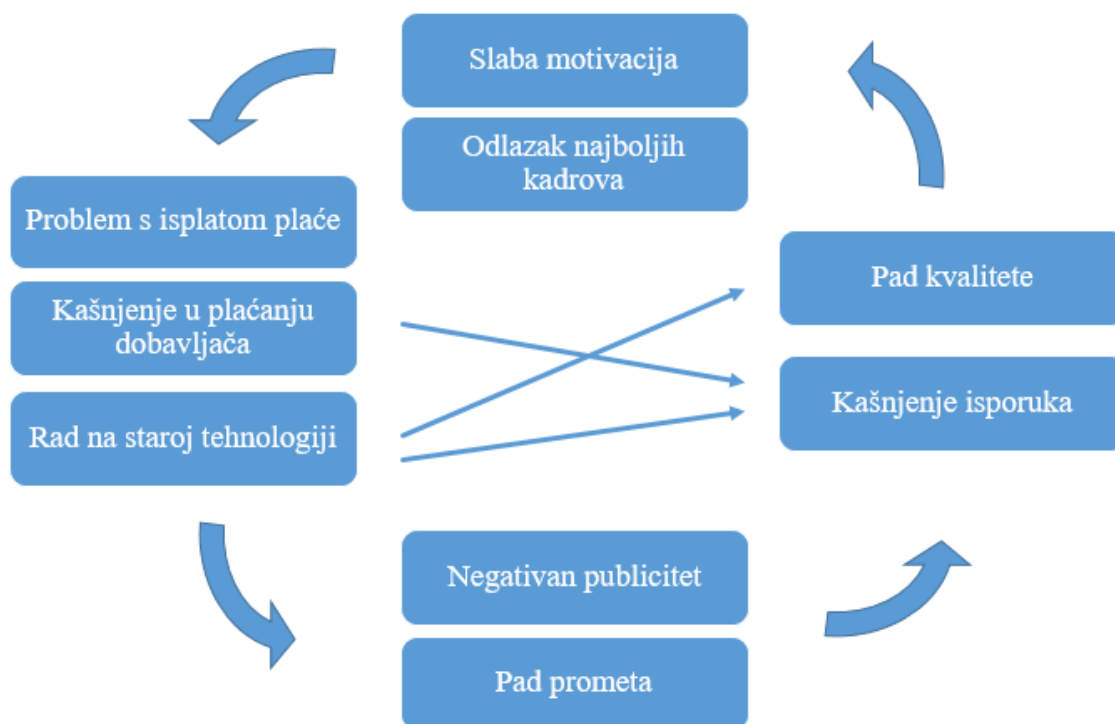 Slaba motivacija
Odlazak najboljih
kadrova
Problem s isplatom plaće
Kašnjenje u plaćanju
dobavljača
Rad na staroj tehnologiji
Pad kvalitete
Kašnjenje isporuka
Negativan publicitet
Pad prometa